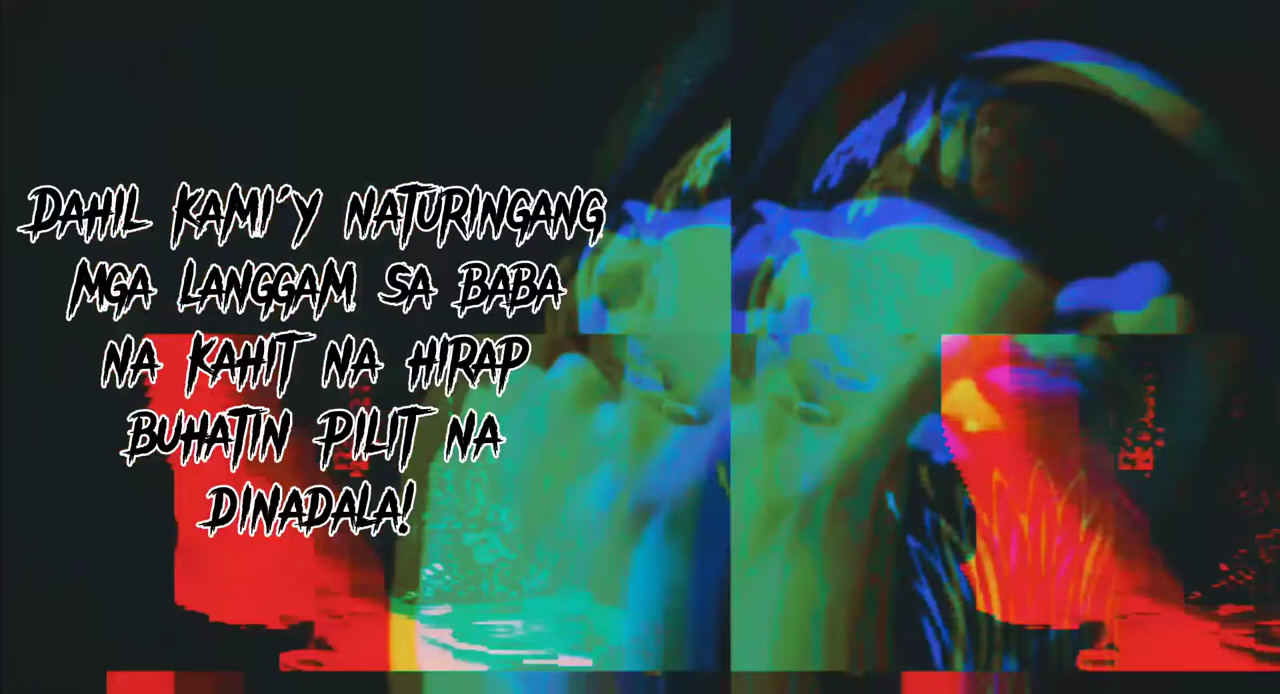 DAHIL KAMI'Y NATURINGANG
MGA LANGGAM SA BABA
NA KAHIT NA HIRAP
BUHATIN PILIT NA
DINADALA!